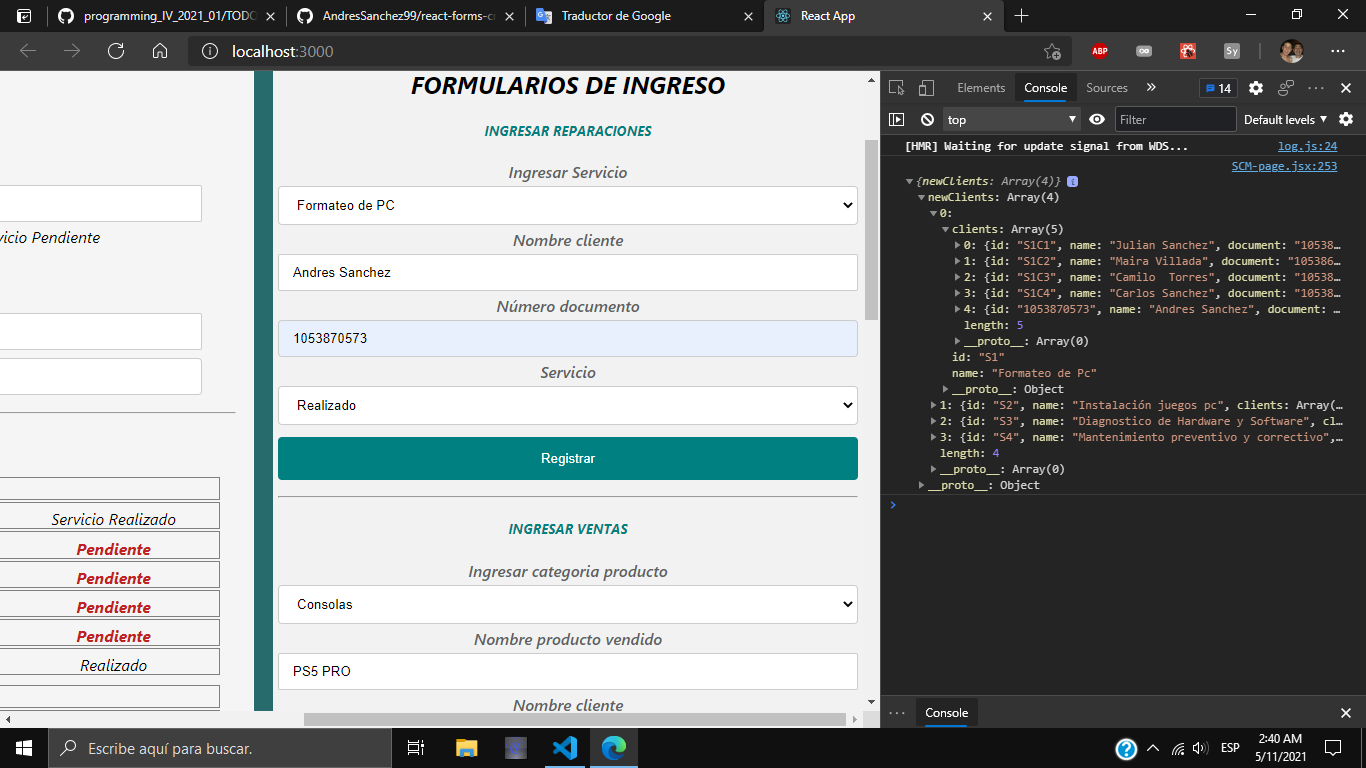 programming_IV_2021_01/TODO
AndresSanchez99/react-forms-c
Traductor de Google
React App
localhost:3000
ABP
Sy
vicio Pendiente
Servicio Realizado
Pendiente
Pendiente
Pendiente
Pendiente
Realizado
FORMULARIOS DE INGRESO
INGRESAR REPARACIONES
Ingresar Servicio
Formateo de PC
Nombre cliente
Andres Sanchez
Número documento
1053870573
Servicio
Realizado
Registrar
INGRESAR VENTAS
Ingresar categoria producto
Consolas
Nombre producto vendido
PS5 PRO
Nombre cliente
Elements Console Sources » 14
top Filter Default levels
[HMR] Waiting for update signal from WDS... log.js:24
SCM-page.jsx:253
{newClients: Array(4)} i
newClients: Array(4)
0:
clients: Array(5)
0: {id: "S1C1", name: "Julian Sanchez", document: "10538…
1: {id: "S1C2", name: "Maira Villada", document: "105386…
2: {id: "S1C3", name: "Camilo  Torres", document: "10538…
3: {id: "S1C4", name: "Carlos Sanchez", document: "10538…
4: {id: "1053870573", name: "Andres Sanchez", document: …
length: 5
__proto__: Array(0)
id: "S1"
name: "Formateo de Pc"
__proto__: Object
1: {id: "S2", name: "Instalación juegos pc", clients: Array(…
2: {id: "S3", name: "Diagnostico de Hardware y Software", cl…
3: {id: "S4", name: "Mantenimiento preventivo y correctivo",…
length: 4
__proto__: Array(0)
__proto__: Object
Console
Escribe aquí para buscar.
ESP
2:40 AM
5/11/2021